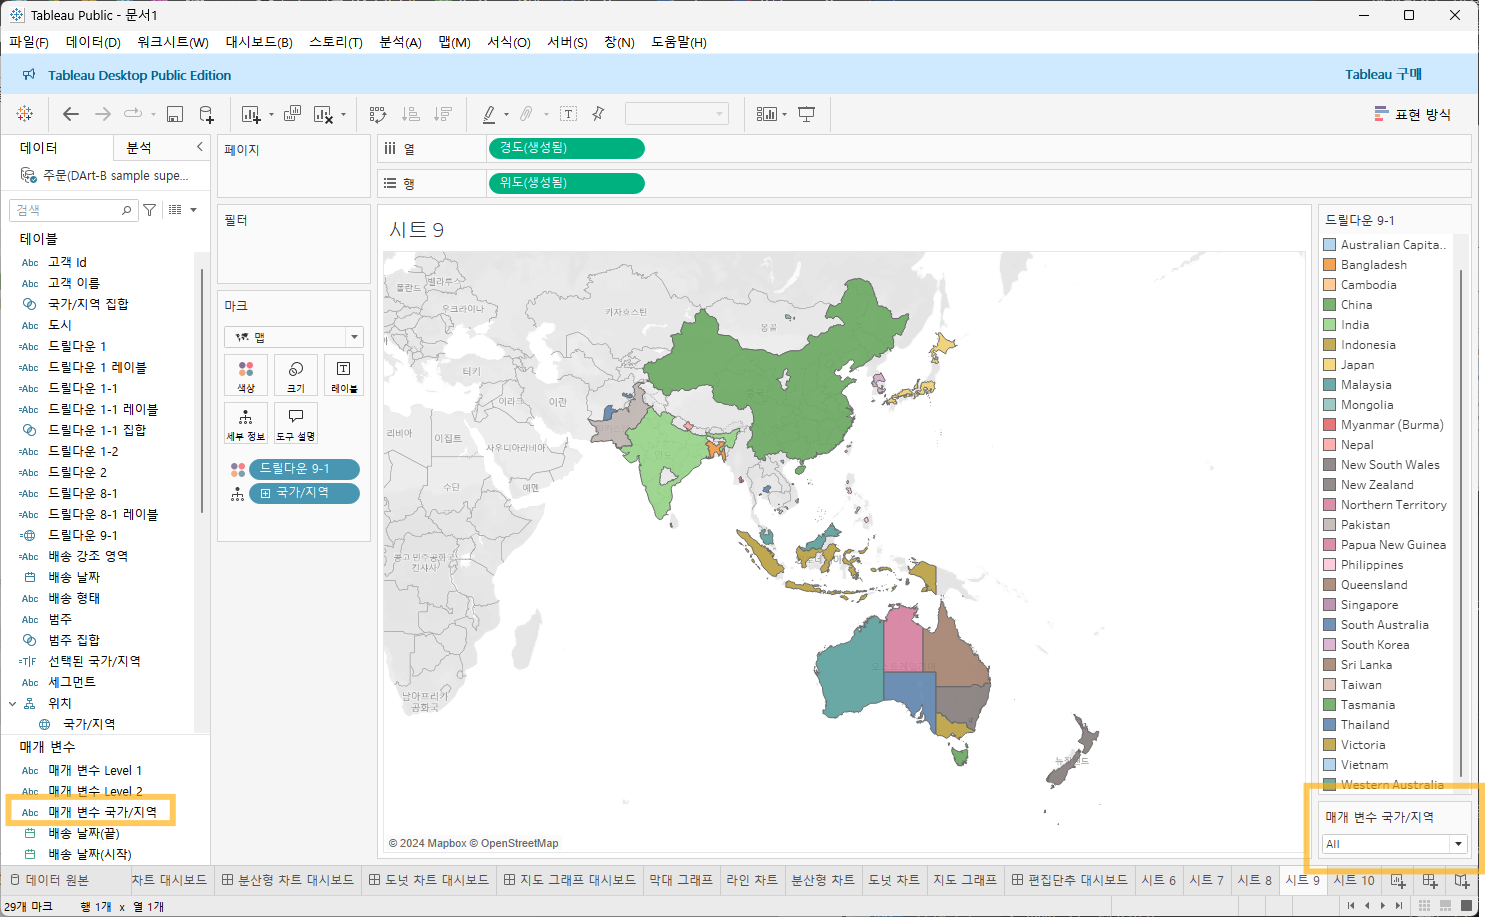 Tableau Public - 문서1
파일(F) 데이터(D) 워크시트(W) 대시보드(B) 스토리(T) 분석(A) 맵(M) 서식(O) 서버(S) 창(N) 도움말(H)
Tableau Desktop Public Edition Tableau 구매
표현 방식
데이터 분석
주문(DArt-B sample supe...
검색
테이블
Abc 고객 Id
Abc 고객 이름
국가/지역 집합
Abc 도시
=Abc 드릴다운 1
=Abc 드릴다운 1 레이블
=Abc 드릴다운 1-1
=Abc 드릴다운 1-1 레이블
드릴다운 1-1 집합
=Abc 드릴다운 1-2
=Abc 드릴다운 2
=Abc 드릴다운 8-1
=Abc 드릴다운 8-1 레이블
드릴다운 9-1
=Abc 배송 강조 영역
배송 날짜
Abc 배송 형태
Abc 범주
범주 집합
=T|F 선택된 국가/지역
Abc 세그먼트
위치
국가/지역
매개 변수
Abc 매개 변수 Level 1
Abc 매개 변수 Level 2
Abc 매개 변수 국가/지역
배송 날짜(끝)
배송 날짜(시작)
페이지
필터
마크
맵
색상 크기 레이블
세부 정보 도구 설명
드릴다운 9-1
국가/지역
열 경도(생성됨)
행 위도(생성됨)
시트 9
폴란드
벨라루스
우크라이나
카자흐스탄
몽골
터키
이라크
이란
리비아
이집트
사우디아라비아
수단
예멘
콩고 민주공화국
킨샤사
남아프리카
공화국
© 2024 Mapbox © OpenStreetMap
드릴다운 9-1
Australian Capita..
Bangladesh
Cambodia
China
India
Indonesia
Japan
Malaysia
Mongolia
Myanmar (Burma)
Nepal
New South Wales
New Zealand
Northern Territory
Pakistan
Papua New Guinea
Philippines
Queensland
Singapore
South Australia
South Korea
Sri Lanka
Taiwan
Tasmania
Thailand
Victoria
Vietnam
Western Australia
매개 변수 국가/지역
All
데이터 원본 차트 대시보드 분산형 차트 대시보드 도넛 차트 대시보드 지도 그래프 대시보드 막대 그래프 라인 차트 분산형 차트 도넛 차트 지도 그래프 편집단추 대시보드 시트 6 시트 7 시트 8 시트 9 시트 10
29개 마크 행 1개 x 열 1개